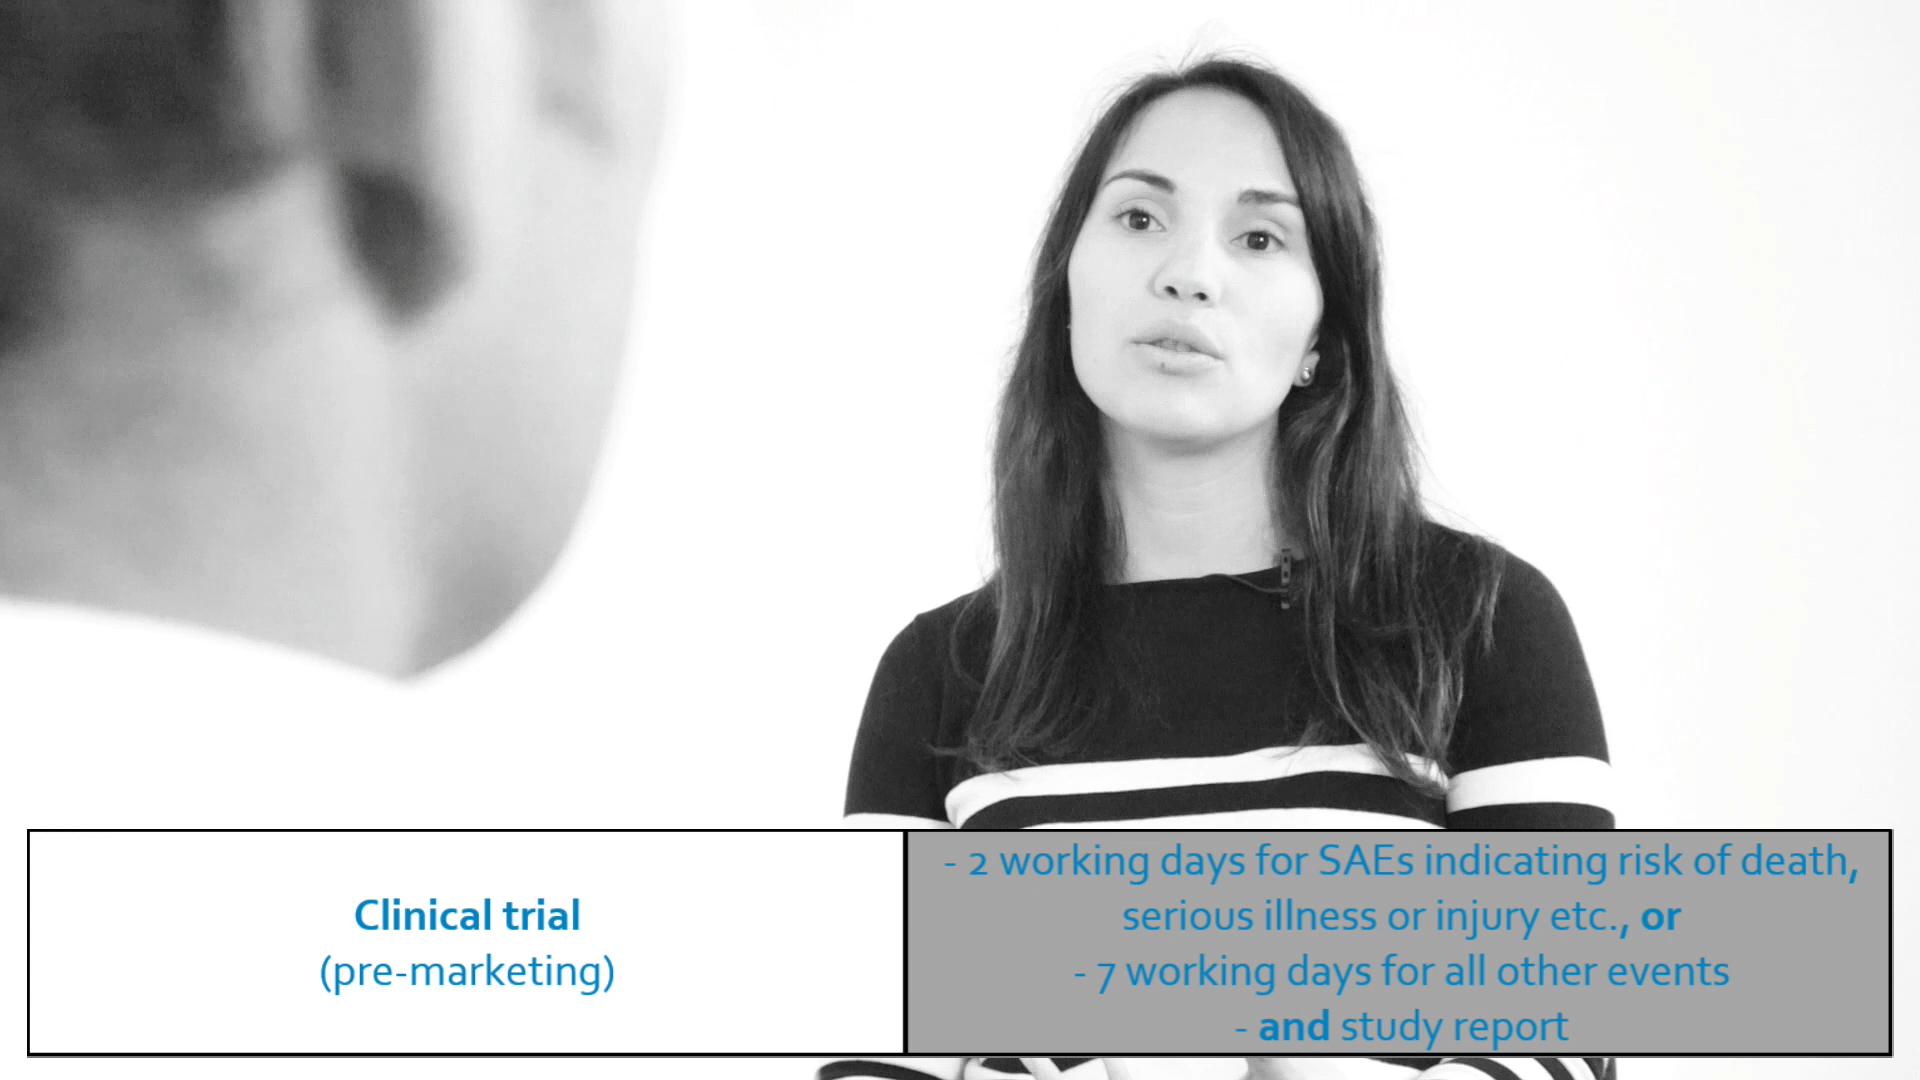 Clinical trial
(pre-marketing)
- 2 working days for SAEs indicating risk of death,
serious illness or injury etc., or
- 7 working days for all other events
- and study report